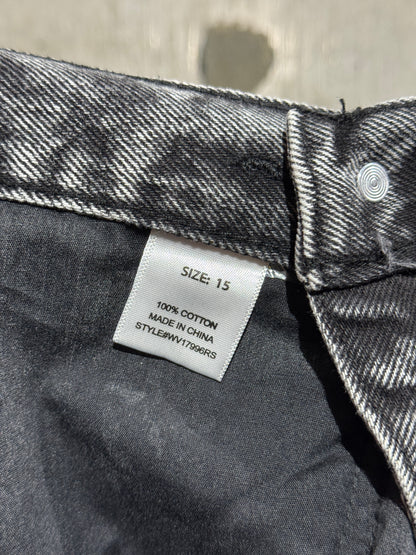 SIZE: 15
100% COTTON
MADE IN CHINA
STYLE#WV17996RS